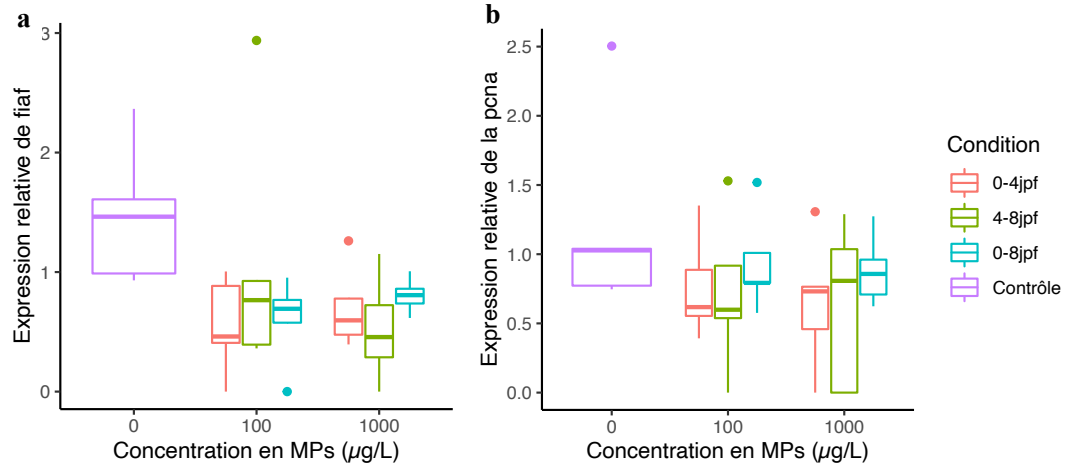 a
3
2
1
0
Expression relative de fiaf
0
100
1000
Concentration en MPs (µg/L)
b
2.5
2.0
1.5
1.0
0.5
0.0
Expression relative de la pcna
0
100
1000
Concentration en MPs (µg/L)
Condition
0-4jpf
4-8jpf
0-8jpf
Contrôle